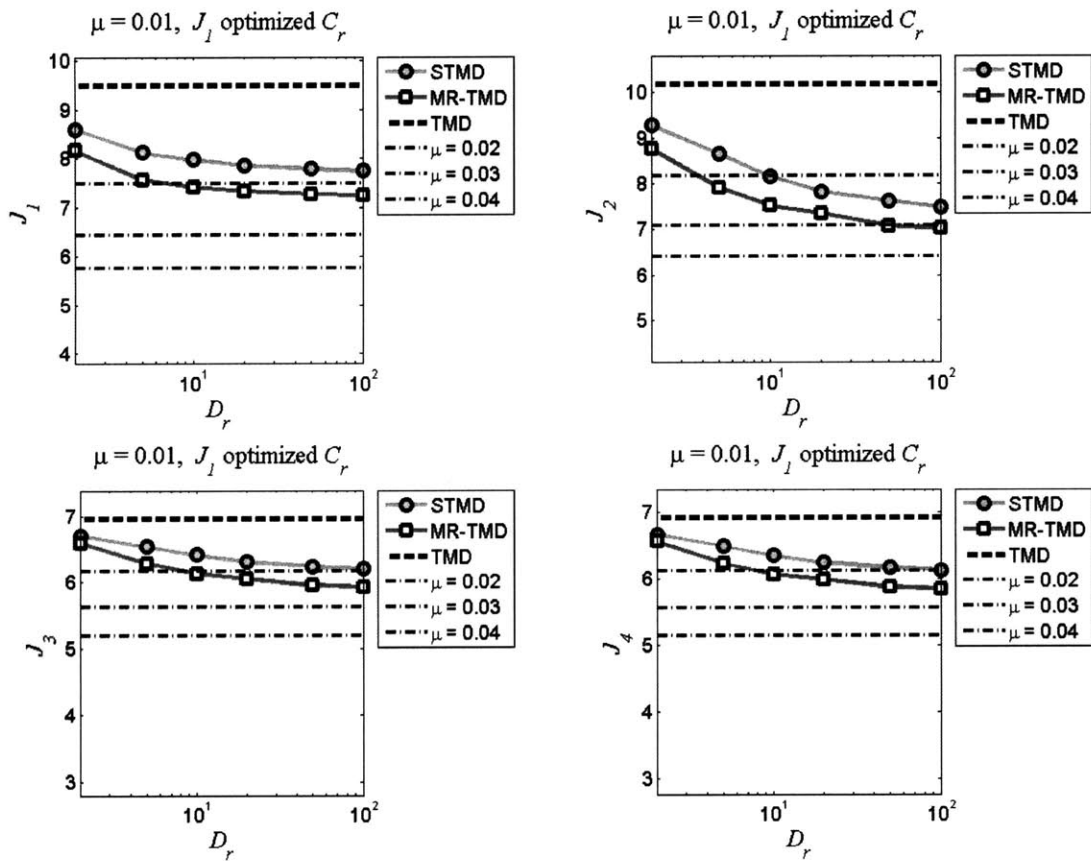 μ = 0.01, J1 optimized Cr
10
9
8
7
6
5
4
J1
10^1
10^2
Dr
STMD
MR-TMD
TMD
μ = 0.02
μ = 0.03
μ = 0.04
μ = 0.01, J1 optimized Cr
10
9
8
7
6
5
J2
10^1
10^2
Dr
STMD
MR-TMD
TMD
μ = 0.02
μ = 0.03
μ = 0.04
μ = 0.01, J1 optimized Cr
7
6
5
4
3
J3
10^1
10^2
Dr
STMD
MR-TMD
TMD
μ = 0.02
μ = 0.03
μ = 0.04
μ = 0.01, J1 optimized Cr
7
6
5
4
3
J4
10^1
10^2
Dr
STMD
MR-TMD
TMD
μ = 0.02
μ = 0.03
μ = 0.04